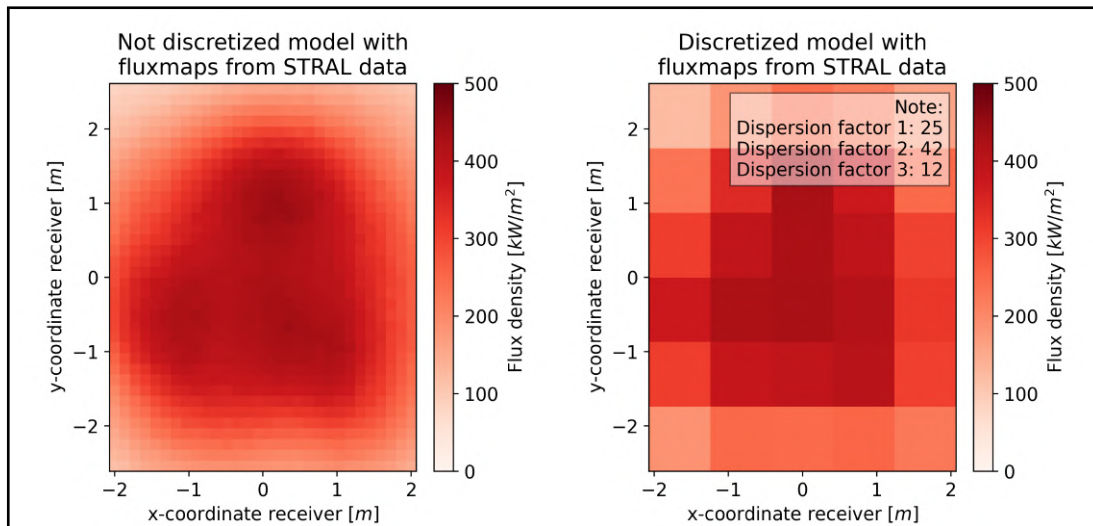 Not discretized model with
fluxmaps from STRAL data
y-coordinate receiver [m]
2
1
0
−1
−2
−2
−1
0
1
2
x-coordinate receiver [m]
500
400
300
200
100
0
Flux density [kW/m²]
Discretized model with
fluxmaps from STRAL data
Note:
Dispersion factor 1: 25
Dispersion factor 2: 42
Dispersion factor 3: 12
y-coordinate receiver [m]
2
1
0
−1
−2
−2
−1
0
1
2
x-coordinate receiver [m]
500
400
300
200
100
0
Flux density [kW/m²]